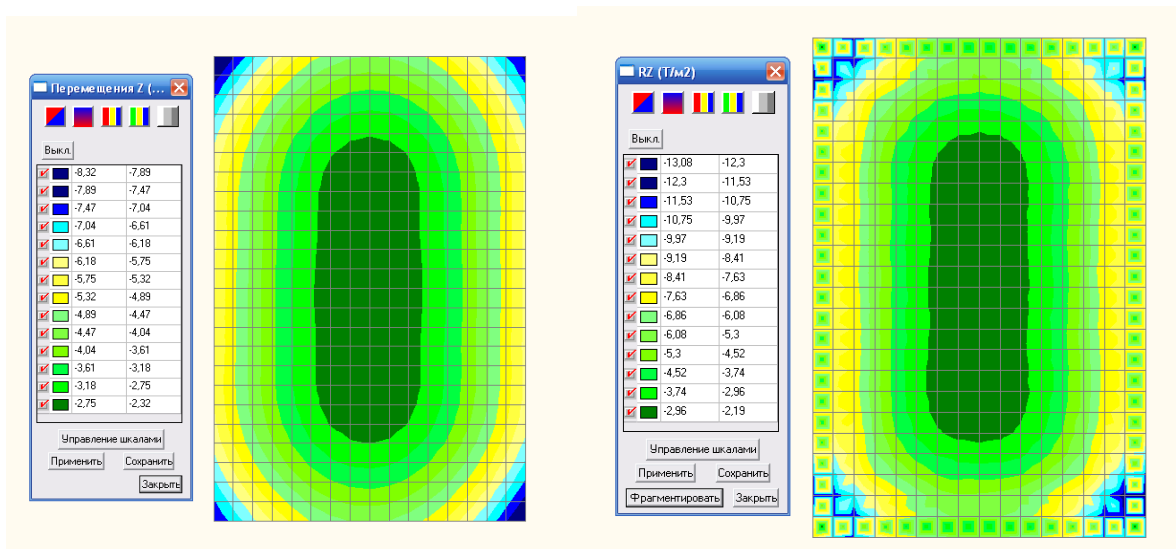 Перемещения Z (...
Выкл.
-8,32 -7,89
-7,89 -7,47
-7,47 -7,04
-7,04 -6,61
-6,61 -6,18
-6,18 -5,75
-5,75 -5,32
-5,32 -4,89
-4,89 -4,47
-4,47 -4,04
-4,04 -3,61
-3,61 -3,18
-3,18 -2,75
-2,75 -2,32
Управление шкалами
Применить Сохранить
Закрыть
RZ (Т/м2)
Выкл.
-13,08 -12,3
-12,3 -11,53
-11,53 -10,75
-10,75 -9,97
-9,97 -9,19
-9,19 -8,41
-8,41 -7,63
-7,63 -6,86
-6,86 -6,08
-6,08 -5,3
-5,3 -4,52
-4,52 -3,74
-3,74 -2,96
-2,96 -2,19
Управление шкалами
Применить Сохранить
Фрагментировать Закрыть